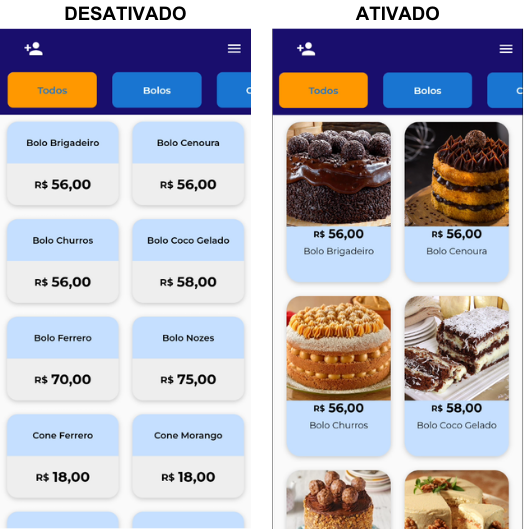 DESATIVADO
Todos
Bolos
Bolo Brigadeiro
Bolo Cenoura
R$ 56,00
R$ 56,00
Bolo Churros
Bolo Coco Gelado
R$ 56,00
R$ 58,00
Bolo Ferrero
Bolo Nozes
R$ 70,00
R$ 75,00
Cone Ferrero
Cone Morango
R$ 18,00
R$ 18,00
ATIVADO
Todos
Bolos
R$ 56,00
R$ 56,00
Bolo Brigadeiro
Bolo Cenoura
R$ 56,00
R$ 58,00
Bolo Churros
Bolo Coco Gelado